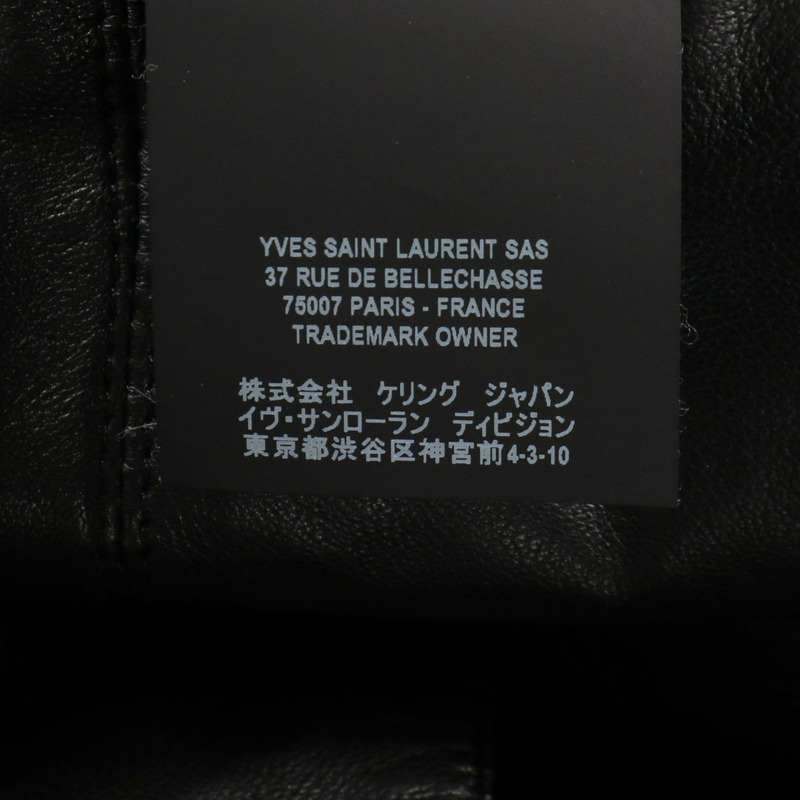 YVES SAINT LAURENT SAS
37 RUE DE BELLECHASSE
75007 PARIS - FRANCE
TRADEMARK OWNER
株式会社 ケリング ジャパン
イヴ・サンローラン ディビジョン
東京都渋谷区神宮前4-3-10